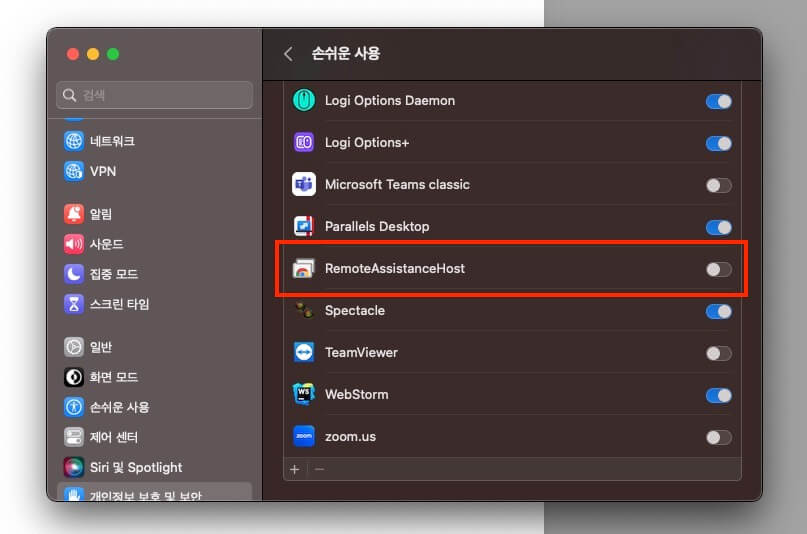 손쉬운 사용
검색
네트워크
VPN
알림
사운드
집중 모드
스크린 타임
일반
화면 모드
손쉬운 사용
제어 센터
Siri 및 Spotlight
개인정보 보호 및 보안
Logi Options Daemon
Logi Options+
Microsoft Teams classic
Parallels Desktop
RemoteAssistanceHost
Spectacle
TeamViewer
WS
WebStorm
zoom
zoom.us